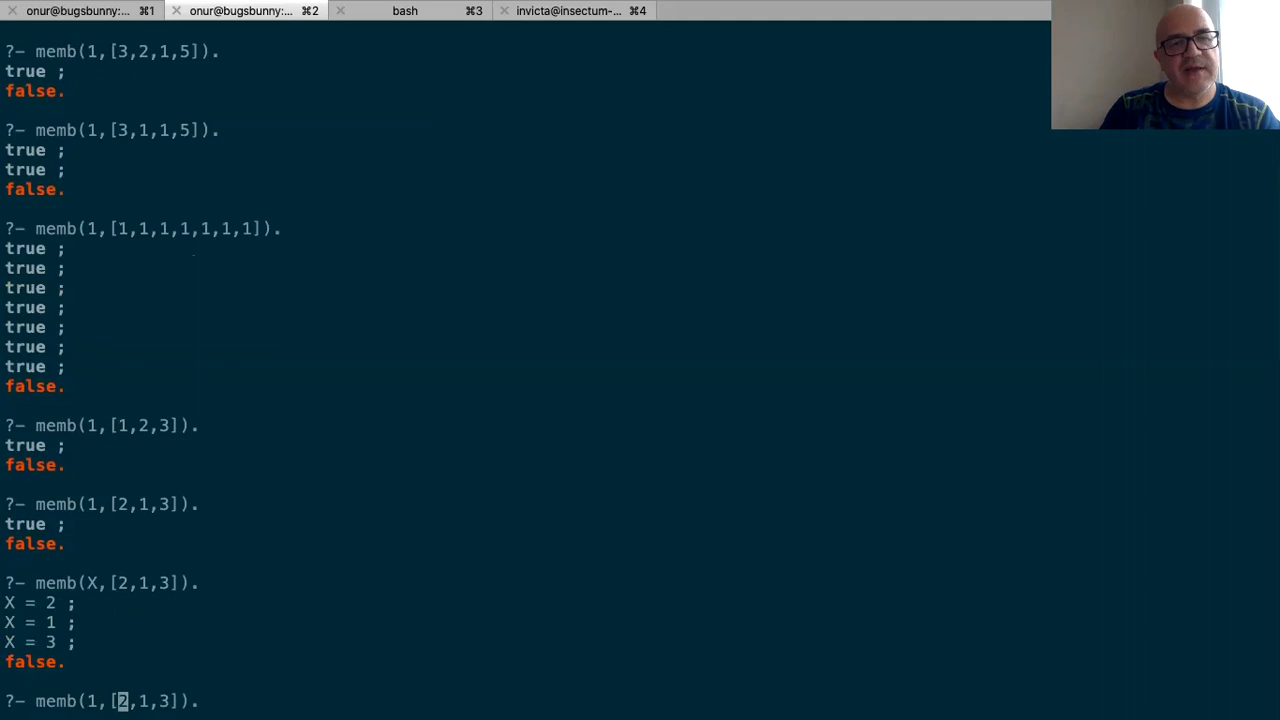 onur@bugsbunny:... ⌘1 onur@bugsbunny:... ⌘2 bash ⌘3 invicta@insectum-... ⌘4
?- memb(1,[3,2,1,5]).
true ;
false.
?- memb(1,[3,1,1,5]).
true ;
true ;
false.
?- memb(1,[1,1,1,1,1,1,1]).
true ;
true ;
true ;
true ;
true ;
true ;
true ;
false.
?- memb(1,[1,2,3]).
true ;
false.
?- memb(1,[2,1,3]).
true ;
false.
?- memb(X,[2,1,3]).
X = 2 ;
X = 1 ;
X = 3 ;
false.
?- memb(1,[2,1,3]).